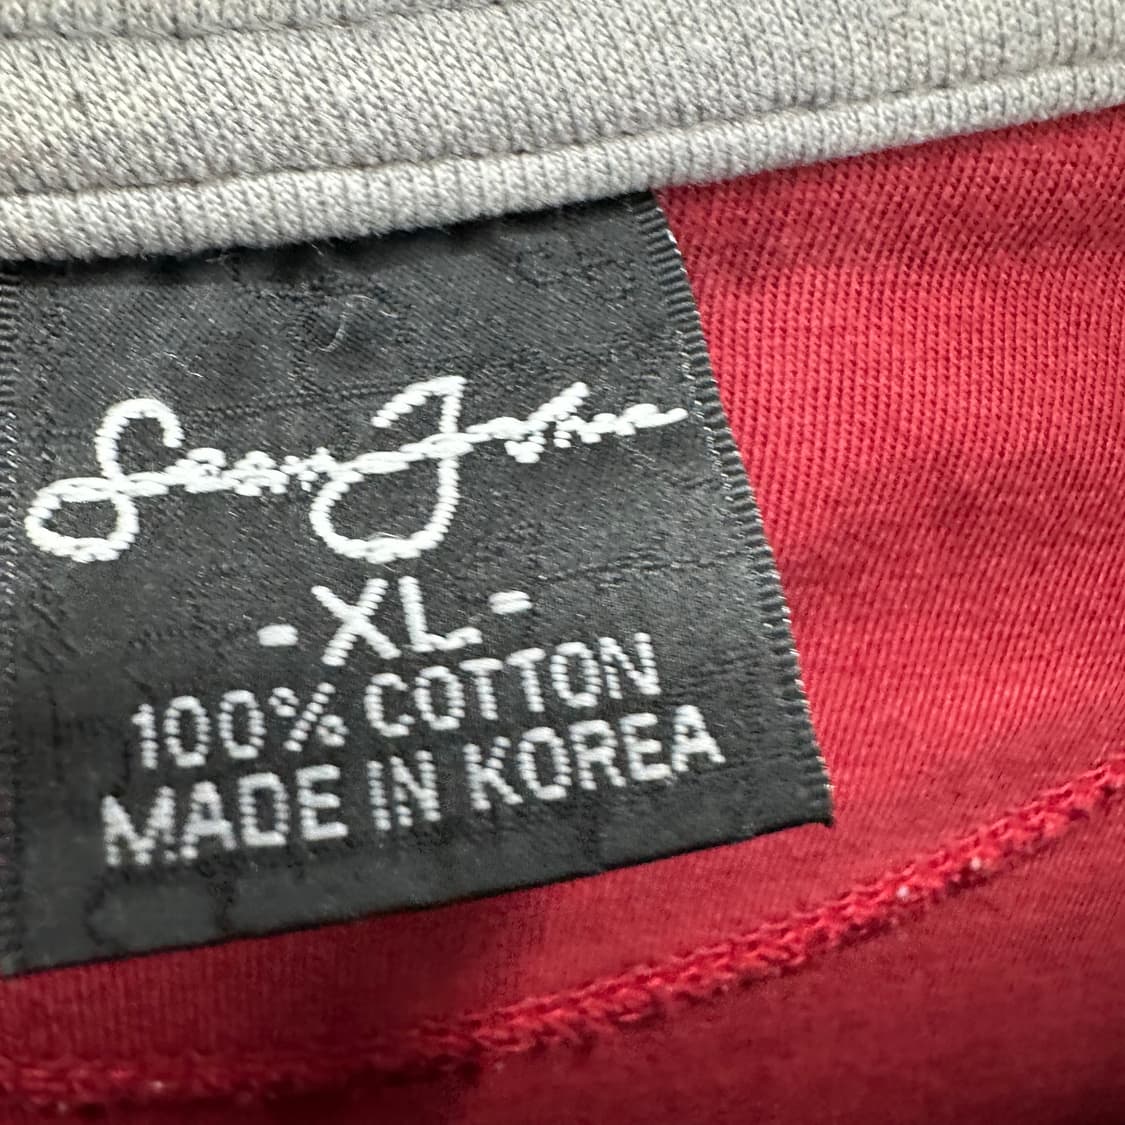 Sean John
-XL-
100% COTTON
MADE IN KOREA